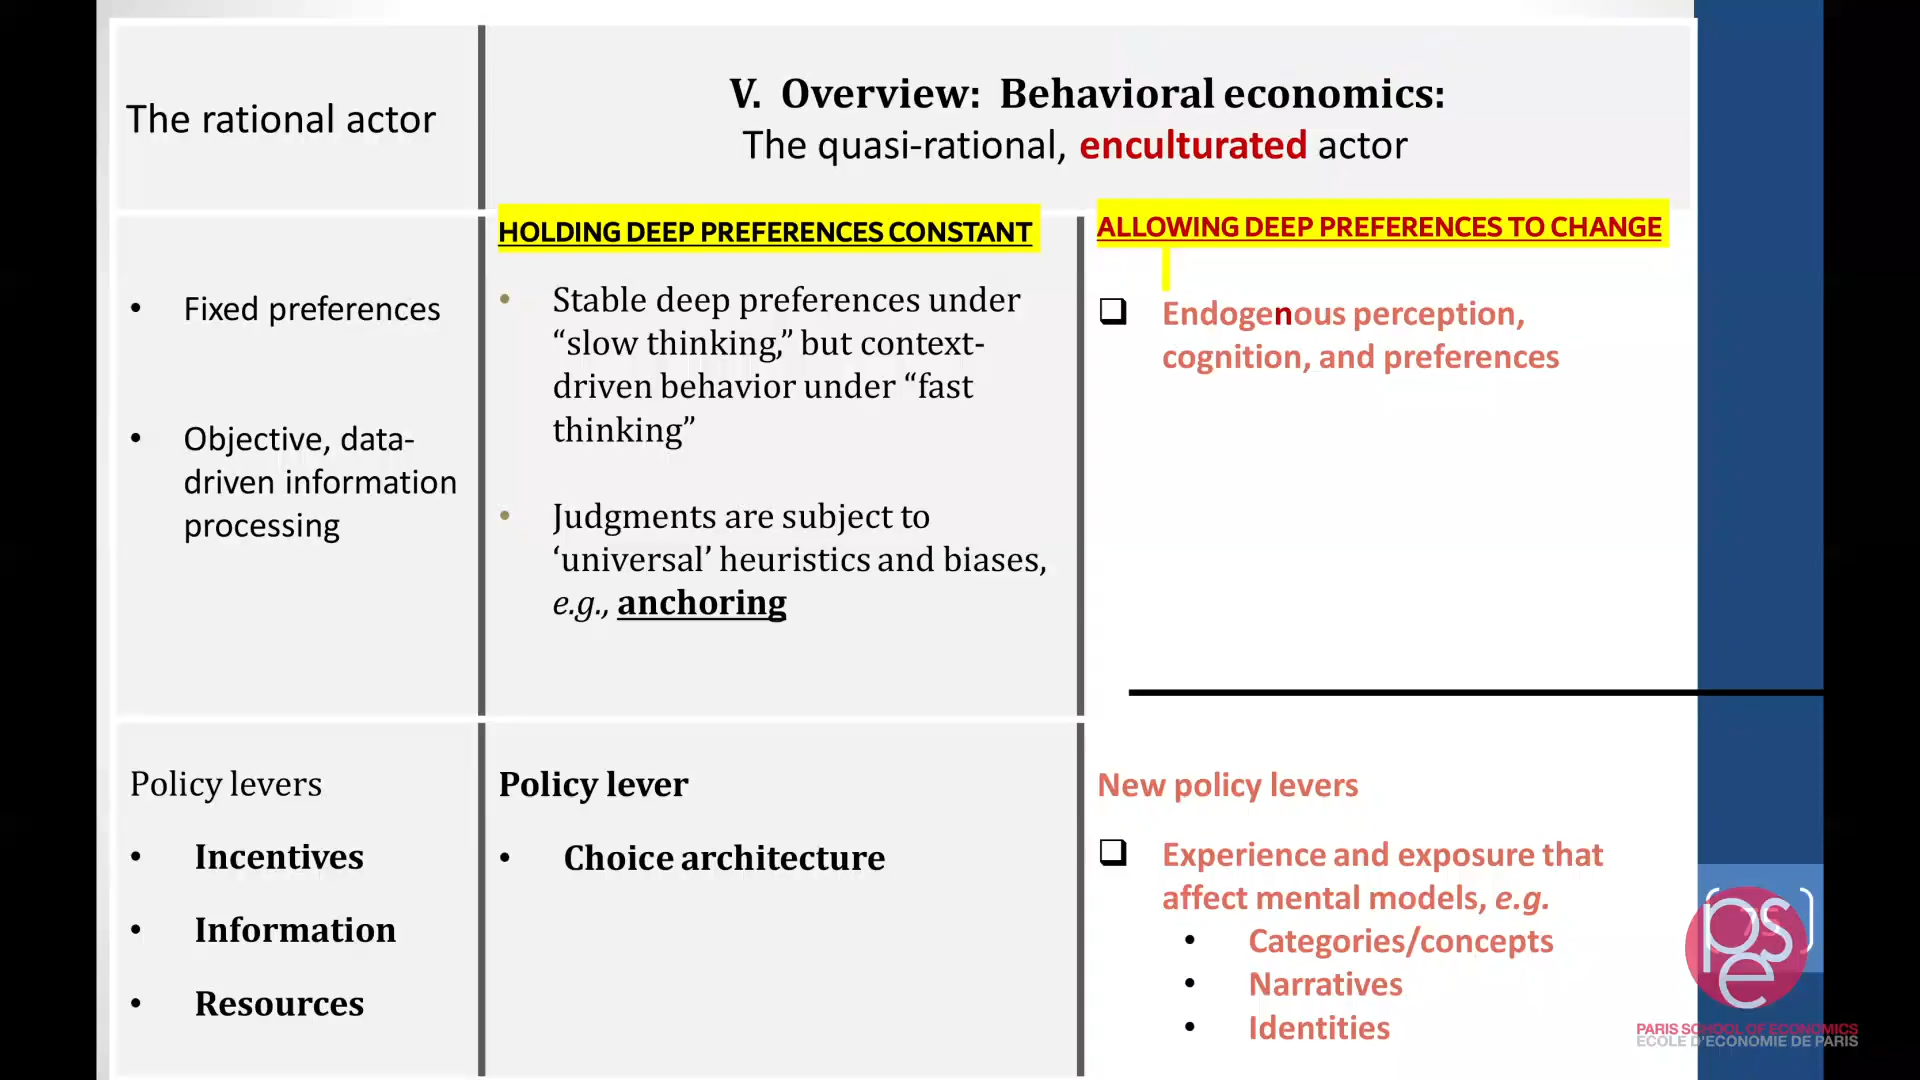 The rational actor
V. Overview: Behavioral economics:
The quasi-rational, enculturated actor
• Fixed preferences
• Objective, data-
driven information
processing
HOLDING DEEP PREFERENCES CONSTANT
• Stable deep preferences under
“slow thinking,” but context-
driven behavior under “fast
thinking”
• Judgments are subject to
‘universal’ heuristics and biases,
e.g., anchoring
ALLOWING DEEP PREFERENCES TO CHANGE
❑ Endogenous perception,
cognition, and preferences
Policy levers
• Incentives
• Information
• Resources
Policy lever
• Choice architecture
New policy levers
❑ Experience and exposure that
affect mental models, e.g.
• Categories/concepts
• Narratives
• Identities
75
pse
PARIS SCHOOL OF ECONOMICS
ECOLE D'ECONOMIE DE PARIS